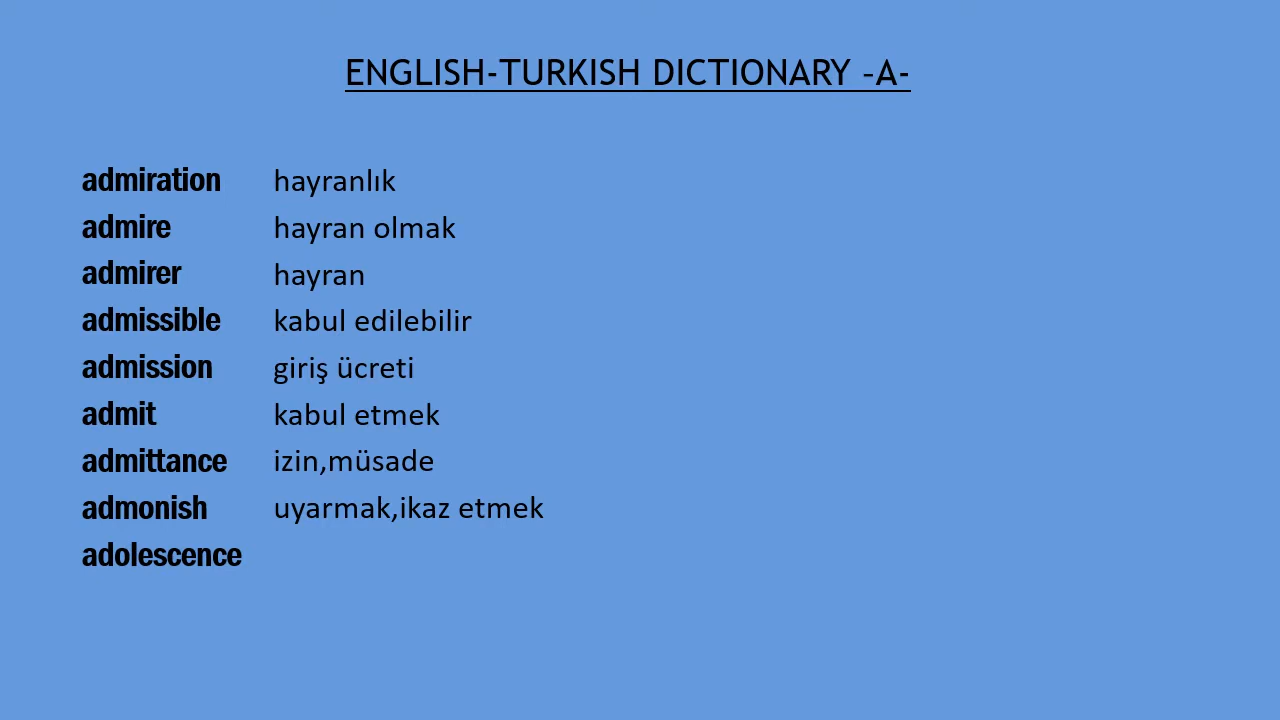 ENGLISH-TURKISH DICTIONARY –A-
admiration hayranlık
admire hayran olmak
admirer hayran
admissible kabul edilebilir
admission giriş ücreti
admit kabul etmek
admittance izin,müsade
admonish uyarmak,ikaz etmek
adolescence